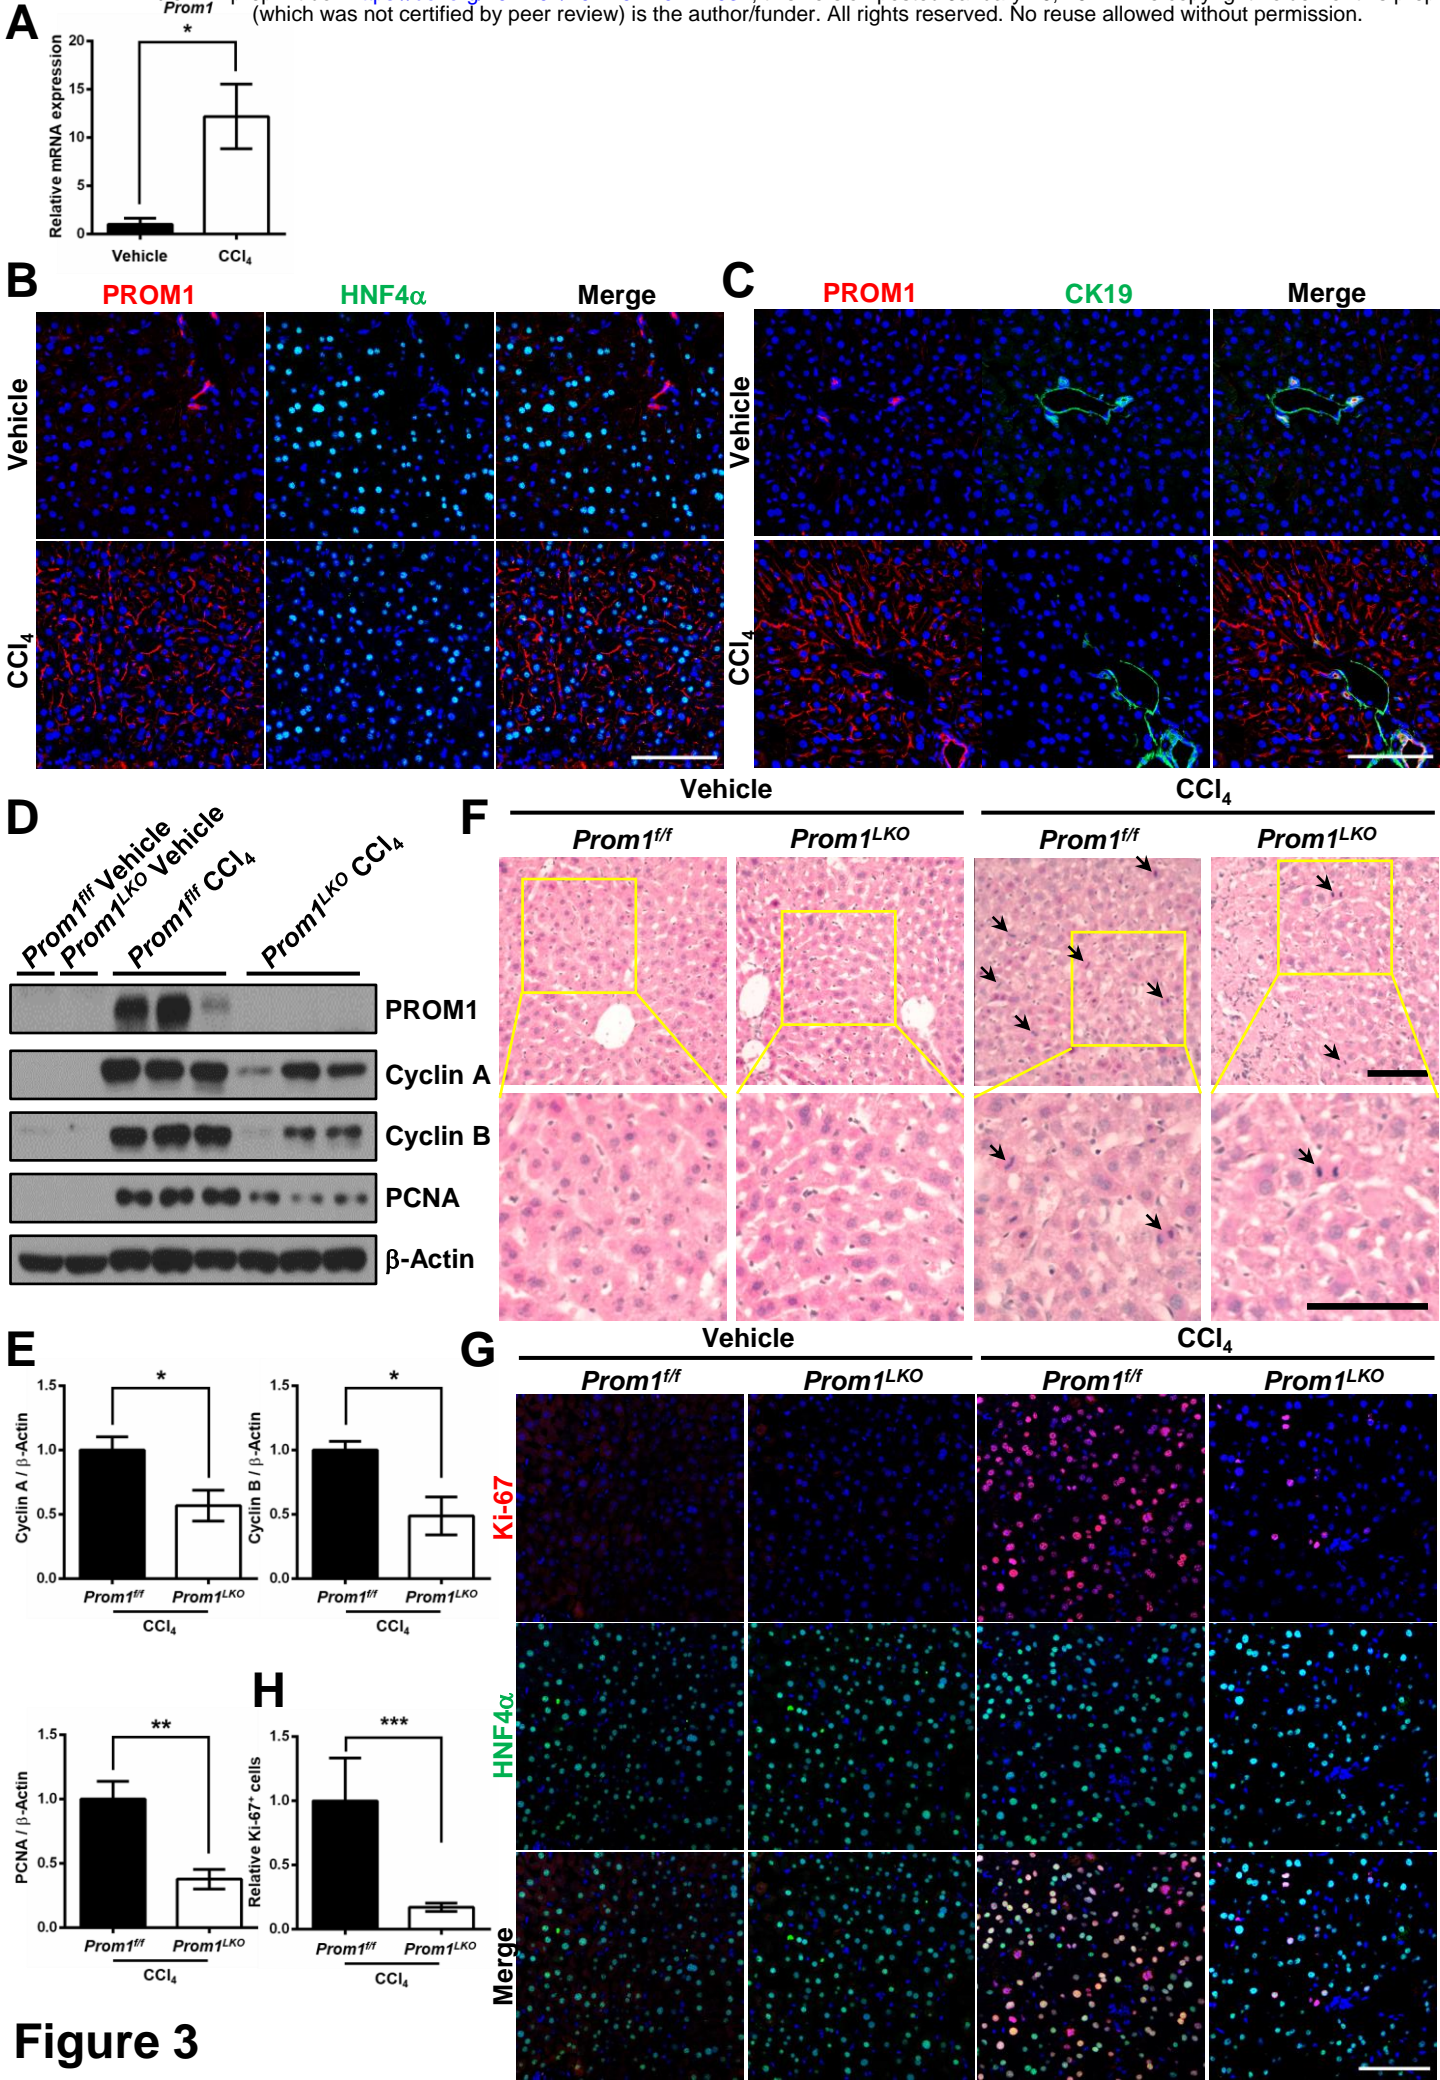 (which was not certified by peer review) is the author/funder. All rights reserved. No reuse allowed without permission.
A
Prom1
*
Relative mRNA expression
20
15
10
5
0
Vehicle CCl4
B
PROM1 HNF4α Merge
Vehicle
CCl4
C
PROM1 CK19 Merge
Vehicle
CCl4
D
Prom1f/f Vehicle
Prom1LKO Vehicle
Prom1f/f CCl4
Prom1LKO CCl4
PROM1
Cyclin A
Cyclin B
PCNA
β-Actin
F
Vehicle CCl4
Prom1f/f Prom1LKO Prom1f/f Prom1LKO
E
*
Cyclin A / β-Actin
1.5
1.0
0.5
0.0
Prom1f/f Prom1LKO
CCl4
*
Cyclin B / β-Actin
1.5
1.0
0.5
0.0
Prom1f/f Prom1LKO
CCl4
**
PCNA / β-Actin
1.5
1.0
0.5
0.0
Prom1f/f Prom1LKO
CCl4
H
***
Relative Ki-67+ cells
1.5
1.0
0.5
0.0
Prom1f/f Prom1LKO
CCl4
G
Vehicle CCl4
Prom1f/f Prom1LKO Prom1f/f Prom1LKO
Ki-67
HNF4α
Merge
Figure 3